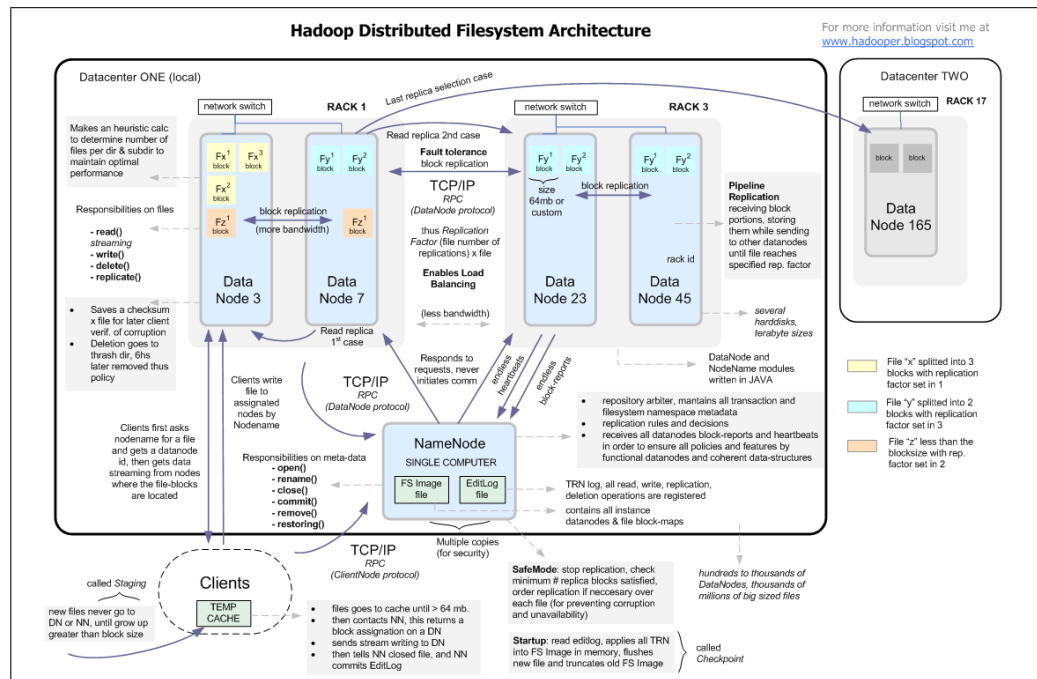 Hadoop Distributed Filesystem Architecture
For more information visit me at
www.hadooper.blogspot.com
Datacenter ONE (local)
Datacenter TWO
network switch
RACK 1
Last replica selection case
network switch
RACK 3
network switch
RACK 17
Makes an heuristic calc
to determine number of
files per dir & subdir to
maintain optimal
performance
Fx1
block
Fx3
block
Fx2
block
Fz1
block
Data
Node 3
Fy1
block
Fy2
block
Fz1
block
Data
Node 7
block replication
(more bandwidth)
Read replica 2nd case
Fault tolerance
block replication
TCP/IP
RPC
(DataNode protocol)
thus Replication
Factor (file number of
replications) x file
Enables Load
Balancing
(less bandwidth)
Fy1
block
Fy2
block
size
64mb or
custom
Data
Node 23
block replication
Fy1
block
Fy2
block
rack id
Data
Node 45
Pipeline
Replication
receiving block
portions, storing
them while sending
to other datanodes
until file reaches
specified rep. factor
block
block
Data
Node 165
Responsibilities on files
- read()
streaming
- write()
- delete()
- replicate()
• Saves a checksum
x file for later client
verif. of corruption
• Deletion goes to
thrash dir, 6hs
later removed thus
policy
Read replica
1st case
several
harddisks,
terabyte sizes
DataNode and
NodeName modules
written in JAVA
File "x" splitted into 3
blocks with replication
factor set in 1
File "y" splitted into 2
blocks with replication
factor set in 3
File "z" less than the
blocksize with rep.
factor set in 2
Clients write
file to
assignated
nodes by
Nodename
TCP/IP
RPC
(DataNode protocol)
Responds to
requests, never
initiates comm
endless
heartbeats
endless
block-reports
Clients first asks
nodename for a file
and gets a datanode
id, then gets data
streaming from nodes
where the file-blocks
are located
Responsibilities on meta-data
- open()
- rename()
- close()
- commit()
- remove()
- restoring()
NameNode
SINGLE COMPUTER
FS Image
file
EditLog
file
Multiple copies
(for security)
• repository arbiter, mantains all transaction and
filesystem namespace metadata
• replication rules and decisions
• receives all datanodes block-reports and heartbeats
in order to ensure all policies and features by
functional datanodes and coherent data-structures
TRN log, all read, write, replication,
deletion operations are registered
contains all instance
datanodes & file block-maps
TCP/IP
RPC
(ClientNode protocol)
Clients
TEMP
CACHE
called Staging
new files never go to
DN or NN, until grow up
greater than block size
• files goes to cache until > 64 mb.
• then contacts NN, this returns a
block assignation on a DN
• sends stream writing to DN
• then tells NN closed file, and NN
commits EditLog
SafeMode: stop replication, check
minimum # replica blocks satisfied,
order replication if neccesary over
each file (for preventing corruption
and unavailability)
Startup: read editlog, applies all TRN
into FS Image in memory, flushes
new file and truncates old FS Image
called
Checkpoint
hundreds to thousands of
DataNodes, thousands of
millions of big sized files